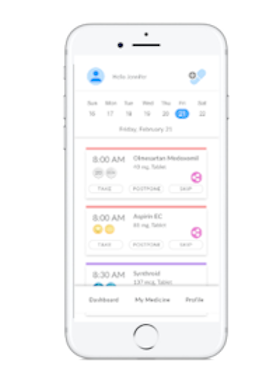 Hello Jennifer
Sun Mon Tue Wed Thu Fri Sat
16 17 18 19 20 21 22
Friday, February 21
8:00 AM Olmesartan Medoxomil
40 mg, Tablet
TAKE POSTPONE SKIP
8:00 AM Aspirin EC
81 mg, Tablet
TAKE POSTPONE SKIP
8:30 AM Synthroid
137 mcg, Tablet
Dashboard My Medicine Profile